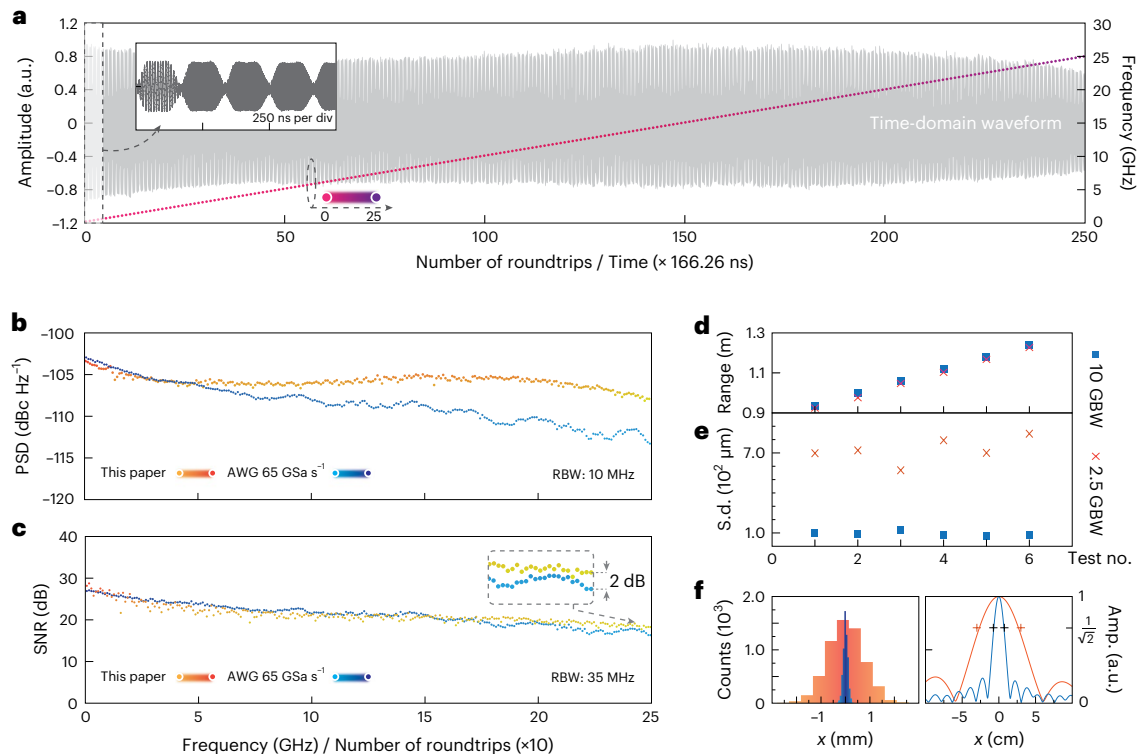 a
1.2
0.8
0.4
0
–0.4
–0.8
–1.2
Amplitude (a.u.)
250 ns per div
Time-domain waveform
0
25
30
25
20
15
10
5
0
Frequency (GHz)
0
50
100
150
200
250
Number of roundtrips / Time (× 166.26 ns)
b
–100
–105
–110
–115
–120
PSD (dBc Hz⁻¹)
This paper
AWG 65 GSa s⁻¹
RBW: 10 MHz
c
40
30
20
10
0
SNR (dB)
2 dB
This paper
AWG 65 GSa s⁻¹
RBW: 35 MHz
0
5
10
15
20
25
Frequency (GHz) / Number of roundtrips (×10)
d
1.3
1.1
0.9
Range (m)
10 GBW
2.5 GBW
e
7.0
1.0
S.d. (10² μm)
0
2
4
6
Test no.
f
2.0
1.5
1.0
0.5
0
Counts (10³)
–1
1
x (mm)
1
1/√2
0
Amp. (a.u.)
–5
0
5
x (cm)